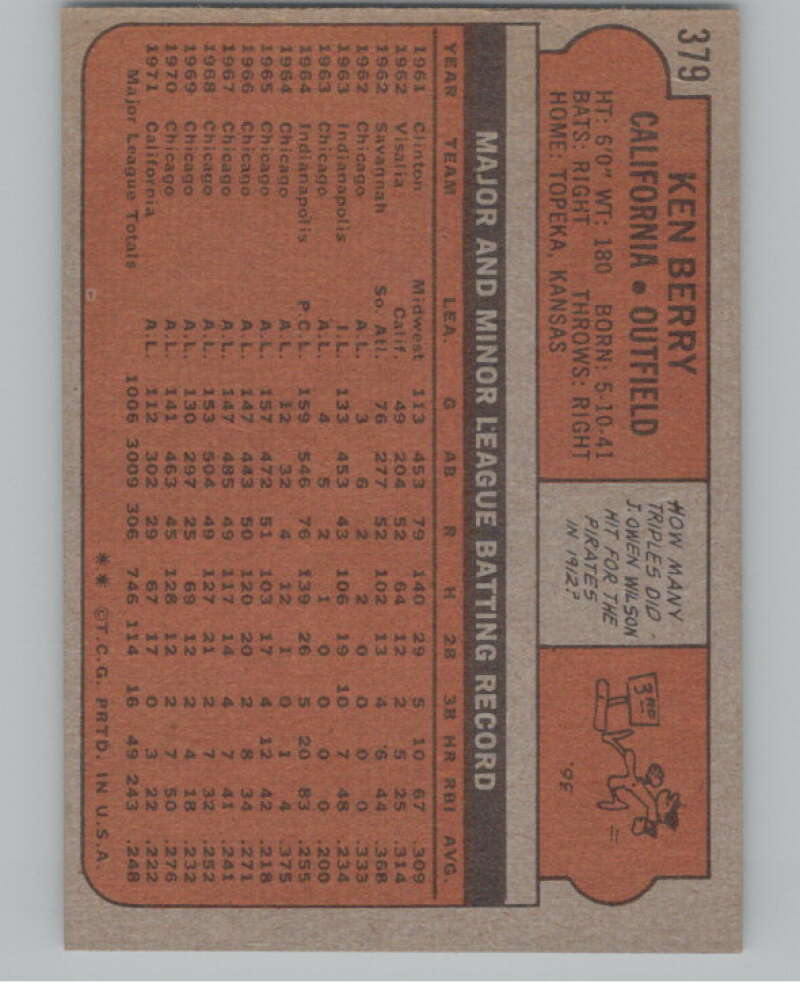 379
KEN BERRY
CALIFORNIA • OUTFIELD
HT: 6'0" WT: 180 BORN: 5-10-41
BATS: RIGHT THROWS: RIGHT
HOME: TOPEKA, KANSAS
HOW MANY
TRIPLES DID
J. OWEN WILSON
HIT FOR THE
PIRATES
IN 1912?
3RD
36.
MAJOR AND MINOR LEAGUE BATTING RECORD
YEAR TEAM LEA. G AB R H 2B 3B HR RBI AVG.
1961 Clinton Midwest 113 453 79 140 29 5 10 67 .309
1962 Visalia Calif. 49 204 52 64 12 2 5 25 .314
1962 Savannah So. Atl. 76 277 52 102 13 4 6 44 .368
1962 Chicago A.L. 3 6 2 2 0 0 0 0 .333
1963 Indianapolis I.L. 133 453 43 106 19 10 7 48 .234
1963 Chicago A.L. 4 5 2 1 0 0 0 0 .200
1964 Indianapolis P.C.L. 159 546 76 139 26 5 20 83 .255
1964 Chicago A.L. 12 32 4 12 1 0 1 4 .375
1965 Chicago A.L. 157 472 51 103 17 4 12 42 .218
1966 Chicago A.L. 147 443 50 120 20 2 8 34 .271
1967 Chicago A.L. 147 485 49 117 14 4 7 41 .241
1968 Chicago A.L. 153 504 49 127 21 2 7 32 .252
1969 Chicago A.L. 130 297 25 69 12 2 4 18 .232
1970 Chicago A.L. 141 463 45 128 12 2 7 50 .276
1971 California A.L. 112 302 29 67 17 0 3 22 .222
Major League Totals 1006 3009 306 746 114 16 49 243 .248
** ©T.C.G. PRTD. IN U.S.A.